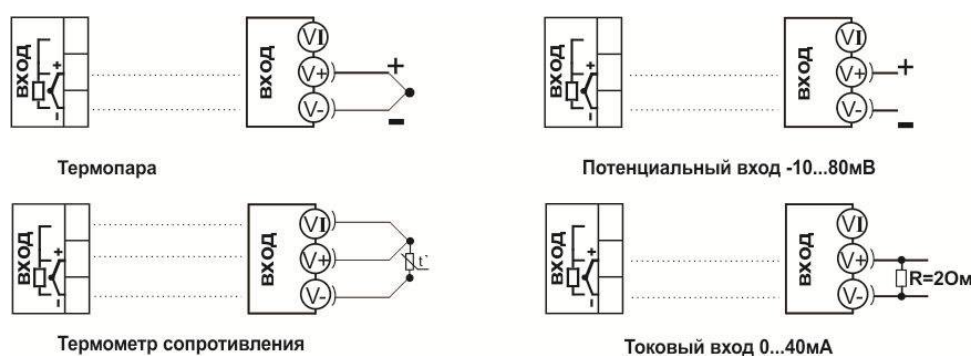 ВХОД
+
-
ВХОД
VI
V+
V-
+
-
Термопара
ВХОД
+
-
ВХОД
VI
V+
V-
+
-
Потенциальный вход -10...80мВ
ВХОД
+
-
ВХОД
VI
V+
V-
t°
Термометр сопротивления
ВХОД
+
-
ВХОД
VI
V+
V-
R=2Ом
Токовый вход 0...40мА